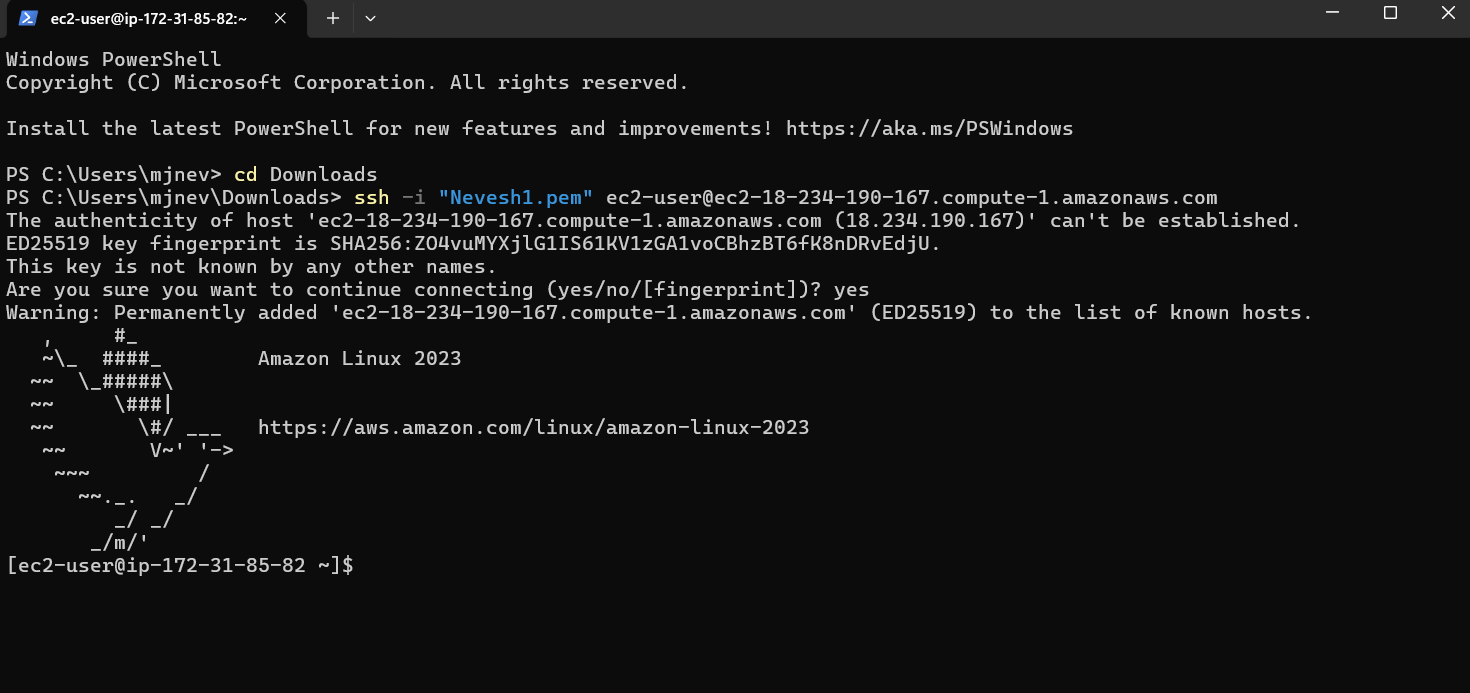 ec2-user@ip-172-31-85-82:~
Windows PowerShell
Copyright (C) Microsoft Corporation. All rights reserved.
Install the latest PowerShell for new features and improvements! https://aka.ms/PSWindows
PS C:\Users\mjnev> cd Downloads
PS C:\Users\mjnev\Downloads> ssh -i "Nevesh1.pem" ec2-user@ec2-18-234-190-167.compute-1.amazonaws.com
The authenticity of host 'ec2-18-234-190-167.compute-1.amazonaws.com (18.234.190.167)' can't be established.
ED25519 key fingerprint is SHA256:ZO4vuMYXjlG1IS61KV1zGA1voCBhzBT6fK8nDRvEdjU.
This key is not known by any other names.
Are you sure you want to continue connecting (yes/no/[fingerprint])? yes
Warning: Permanently added 'ec2-18-234-190-167.compute-1.amazonaws.com' (ED25519) to the list of known hosts.
   ,     #_
   ~\_  ####_        Amazon Linux 2023
  ~~  \_#####\
  ~~     \###|
  ~~       \#/ ___   https://aws.amazon.com/linux/amazon-linux-2023
   ~~       V~' '->
    ~~~         /
      ~~._.   _/
         _/ _/
       _/m/'
[ec2-user@ip-172-31-85-82 ~]$